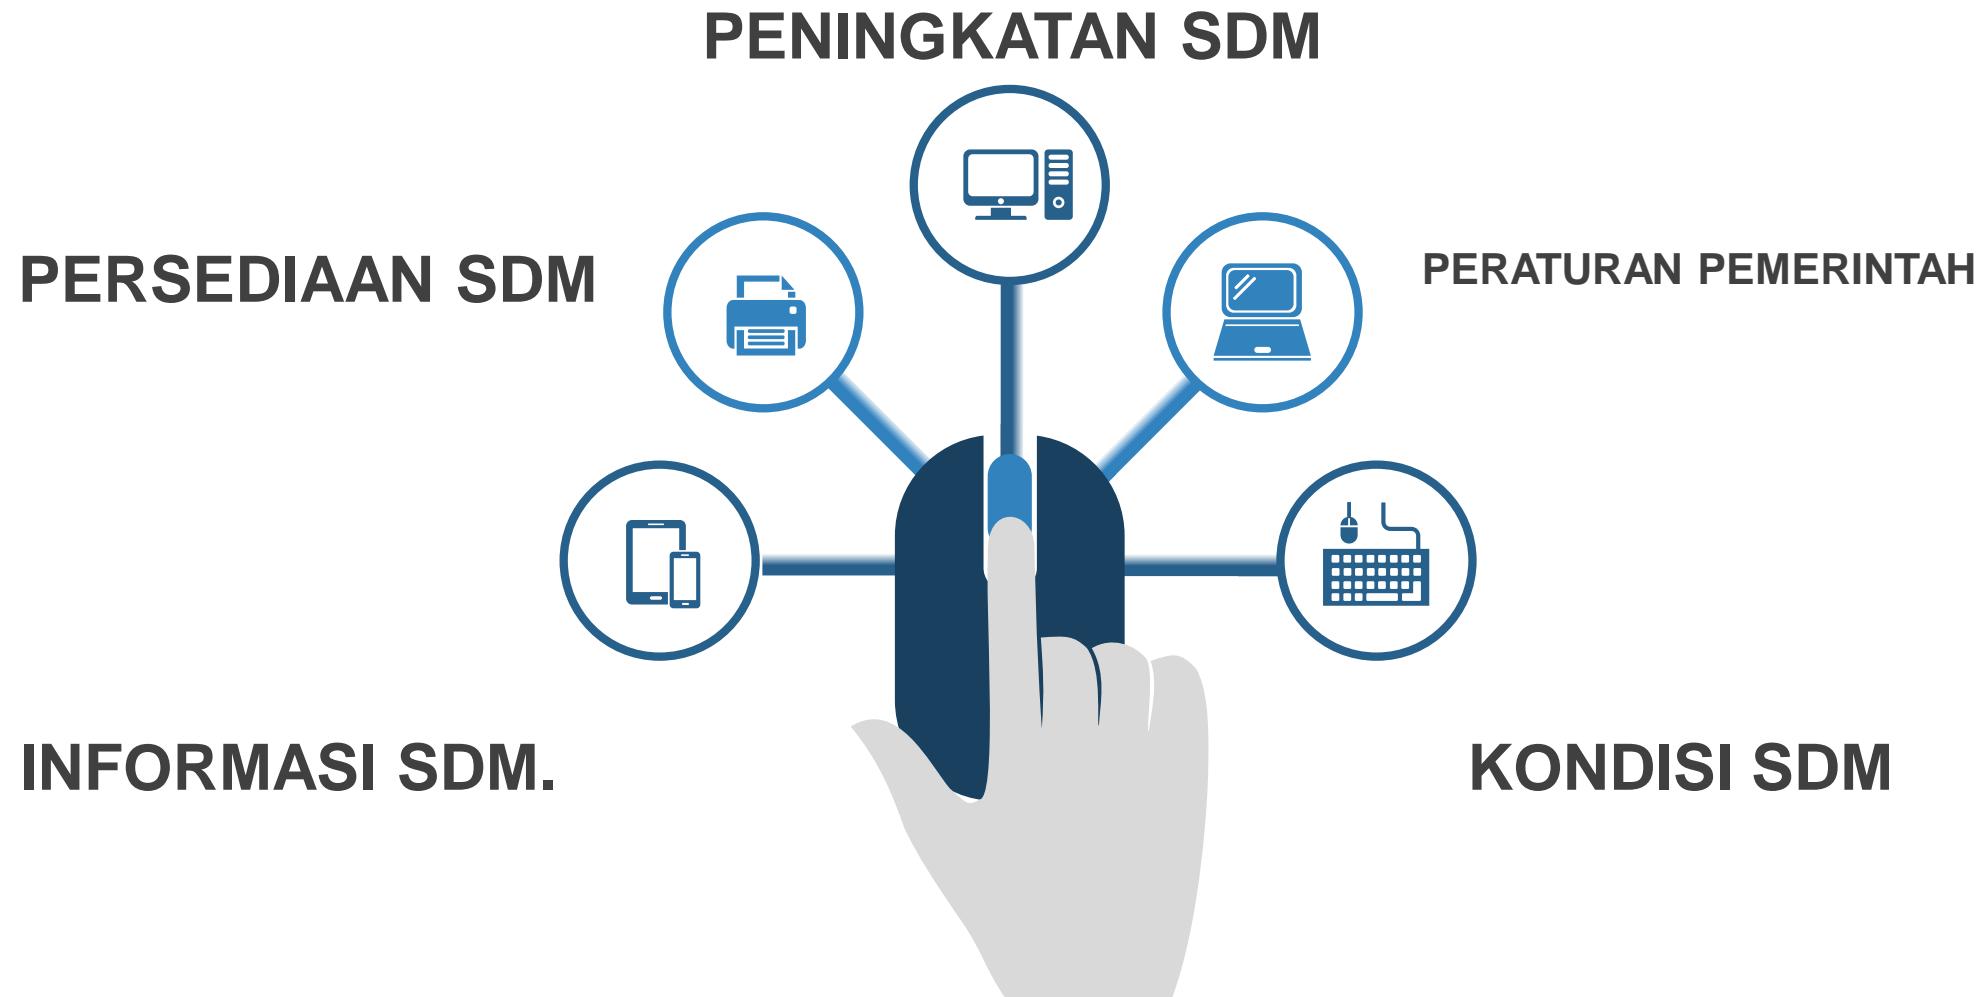 PENINGKATAN SDM
PERSEDIAAN SDM
PERATURAN PEMERINTAH
INFORMASI SDM.
KONDISI SDM